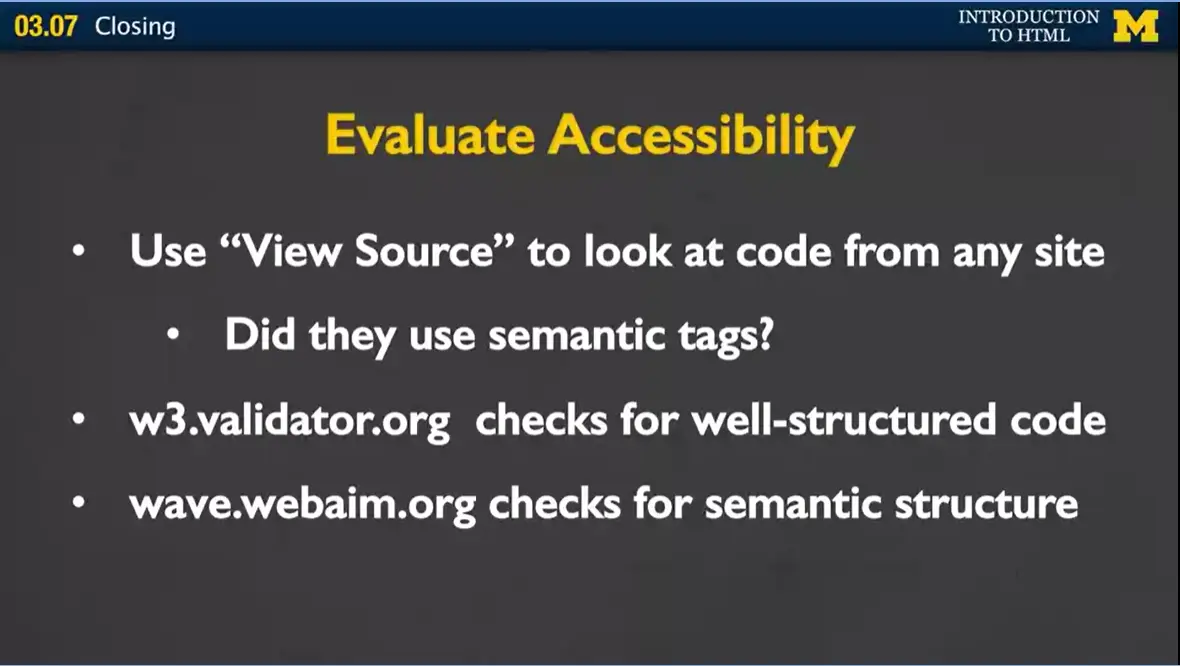 03.07 Closing
INTRODUCTION
TO HTML
M
Evaluate Accessibility
• Use “View Source” to look at code from any site
• Did they use semantic tags?
• w3.validator.org checks for well-structured code
• wave.webaim.org checks for semantic structure